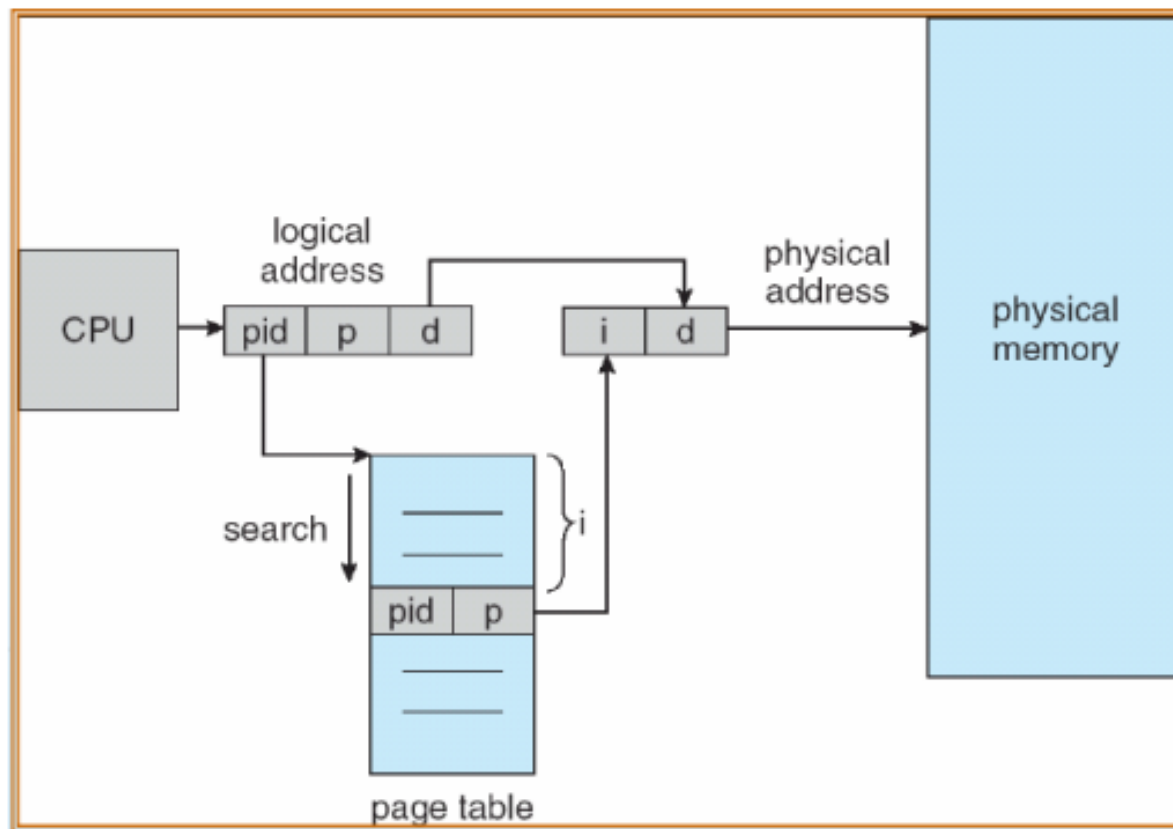 logical
address
CPU
pid p d
i d
physical
address
physical
memory
search
i
pid p
page table